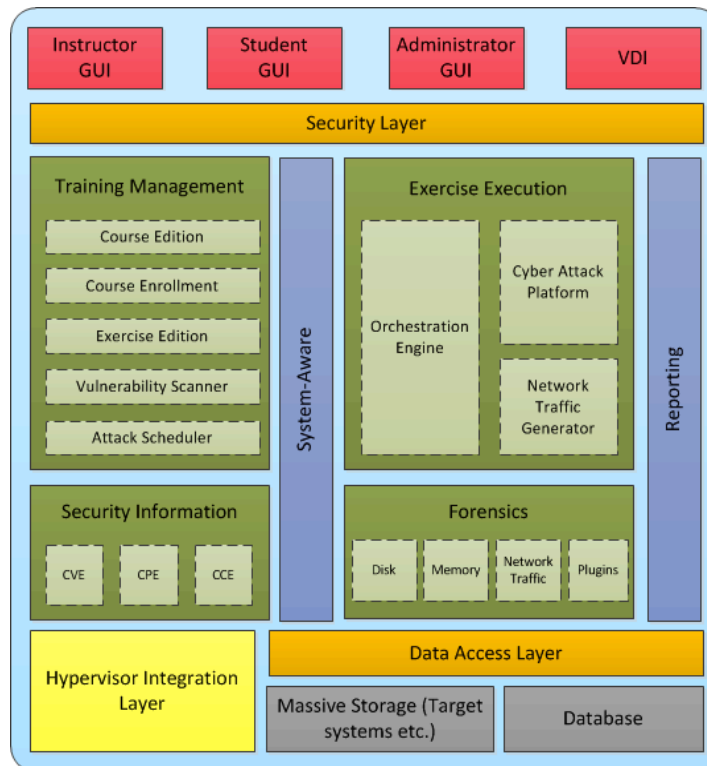 Instructor
GUI
Student
GUI
Administrator
GUI
VDI
Security Layer
Training Management
Course Edition
Course Enrollment
Exercise Edition
Vulnerability Scanner
Attack Scheduler
System-Aware
Exercise Execution
Orchestration
Engine
Cyber Attack
Platform
Network
Traffic
Generator
Reporting
Security Information
CVE
CPE
CCE
Forensics
Disk
Memory
Network
Traffic
Plugins
Hypervisor Integration
Layer
Data Access Layer
Massive Storage (Target
systems etc.)
Database